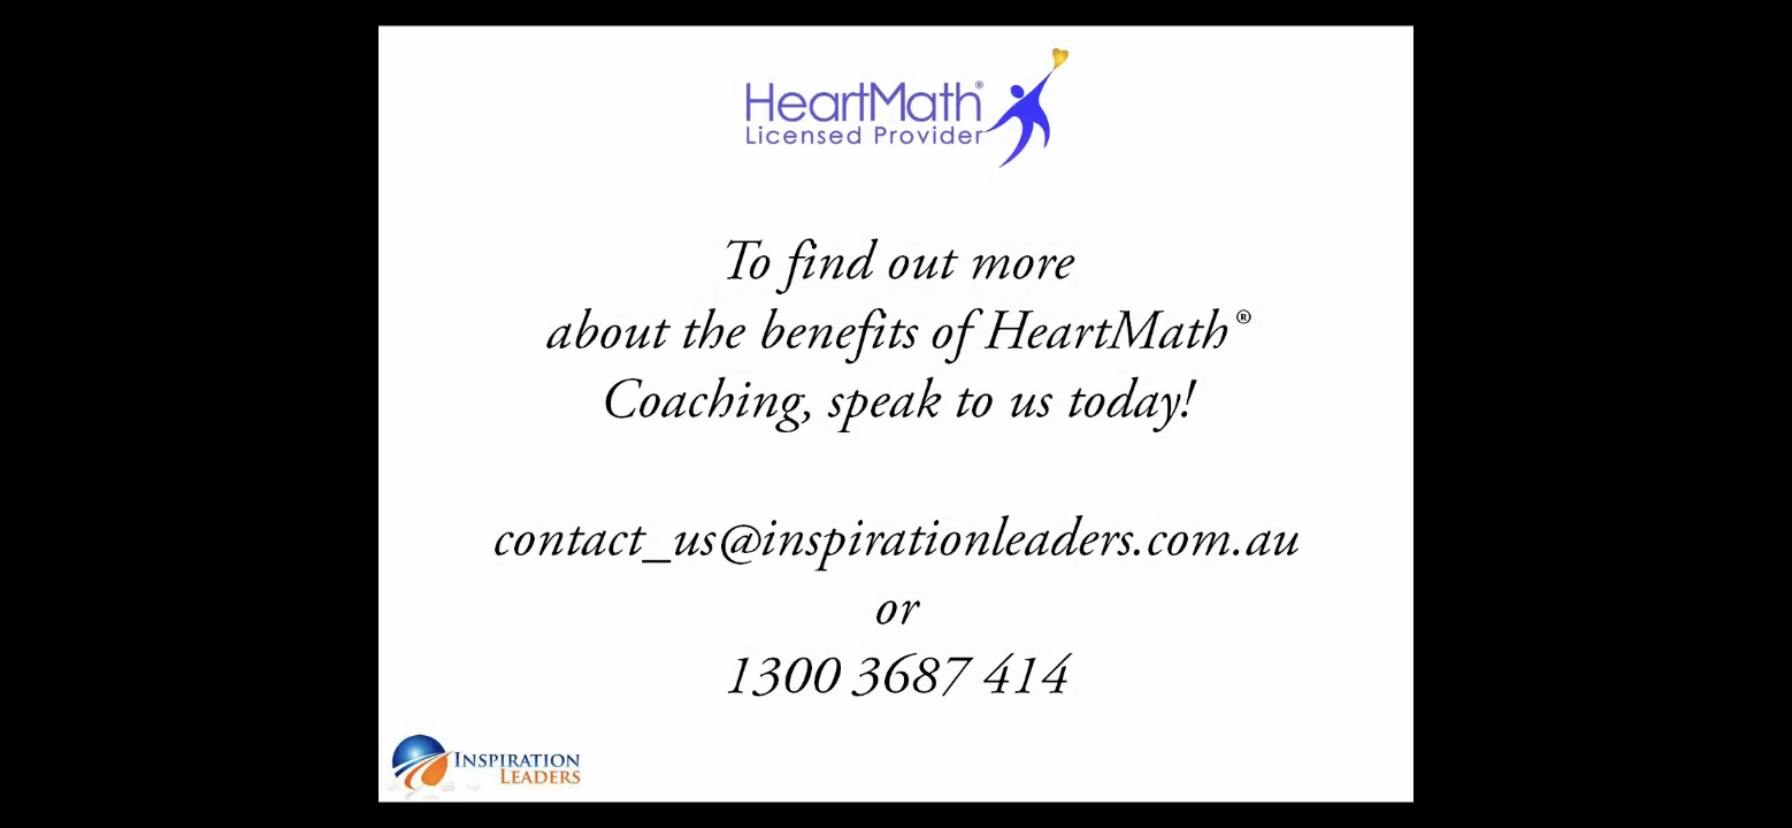 HeartMath®
Licensed Provider
To find out more
about the benefits of HeartMath®
Coaching, speak to us today!
contact_us@inspirationleaders.com.au
or
1300 3687 414
INSPIRATION
LEADERS